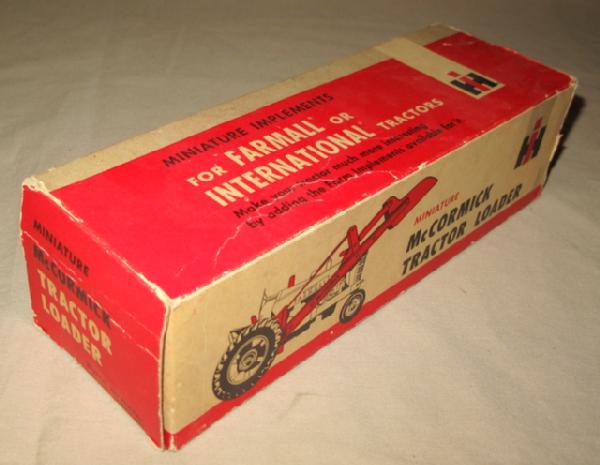 MINIATURE IMPLEMENTS
FOR "FARMALL" OR
INTERNATIONAL TRACTORS
Make your tractor much more interesting
by adding the Farm Implements available for it
IH
IH
MINIATURE
McCORMICK
TRACTOR LOADER
MINIATURE
McCORMICK
TRACTOR
LOADER